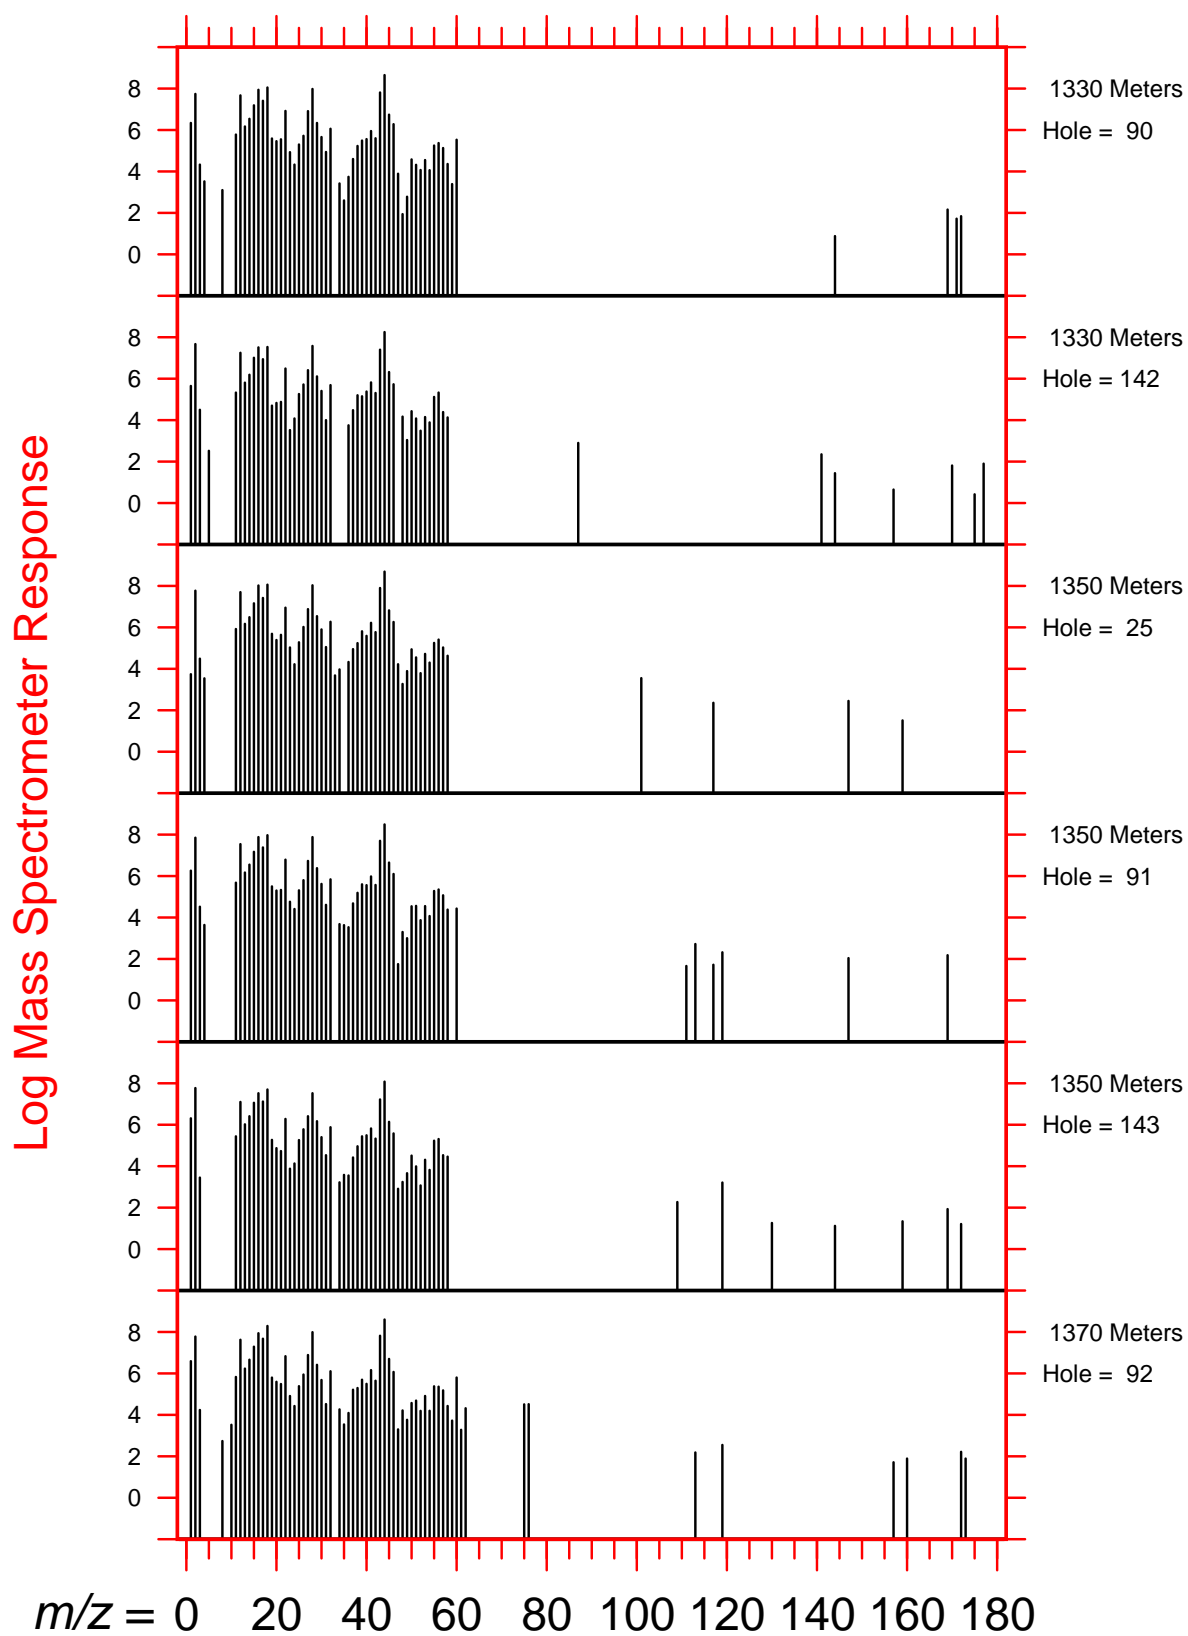 Log Mass Spectrometer Response
8
6
4
2
0
1330 Meters
Hole = 90
8
6
4
2
0
1330 Meters
Hole = 142
8
6
4
2
0
1350 Meters
Hole = 25
8
6
4
2
0
1350 Meters
Hole = 91
8
6
4
2
0
1350 Meters
Hole = 143
8
6
4
2
0
1370 Meters
Hole = 92
m/z = 0 20 40 60 80 100 120 140 160 180